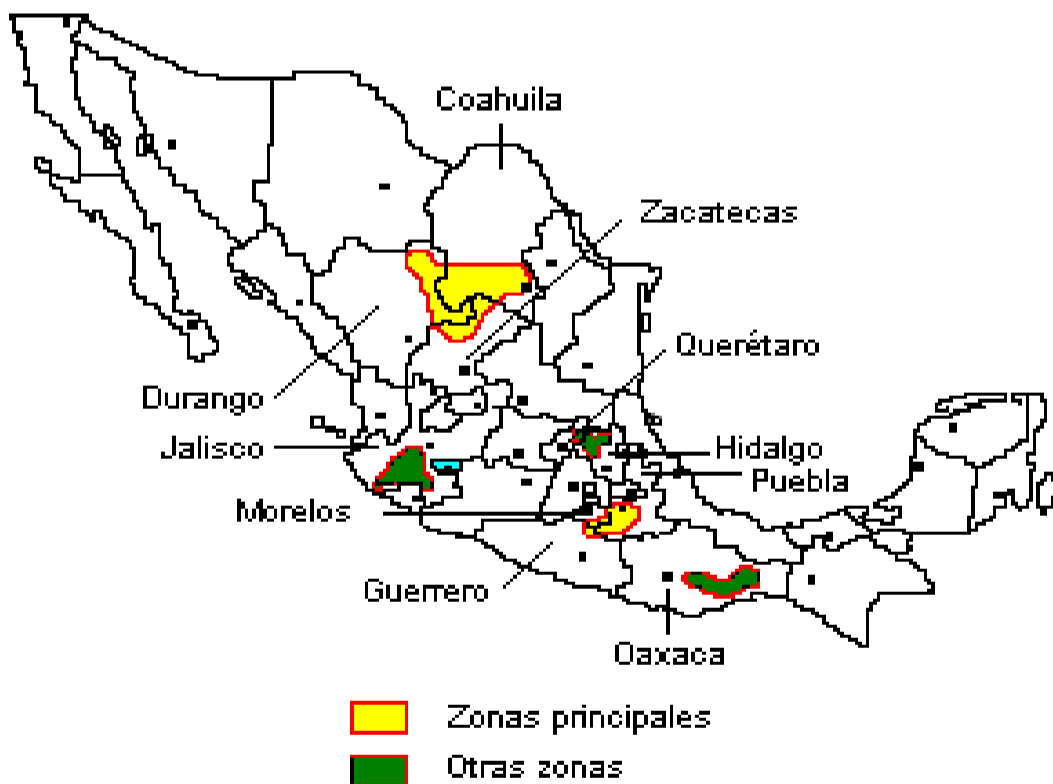 Coahuila
Zacatecas
Querétaro
Durango
Jalisco
Hidalgo
Puebla
Morelos
Guerrero
Oaxaca
Zonas principales
Otras zonas